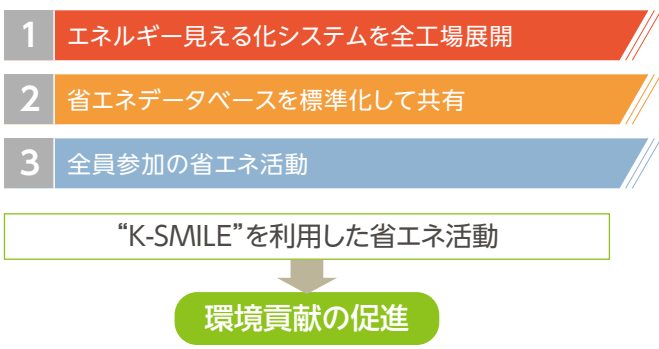 1 エネルギー見える化システムを全工場展開
2 省エネデータベースを標準化して共有
3 全員参加の省エネ活動
“K-SMILE”を利用した省エネ活動
環境貢献の促進